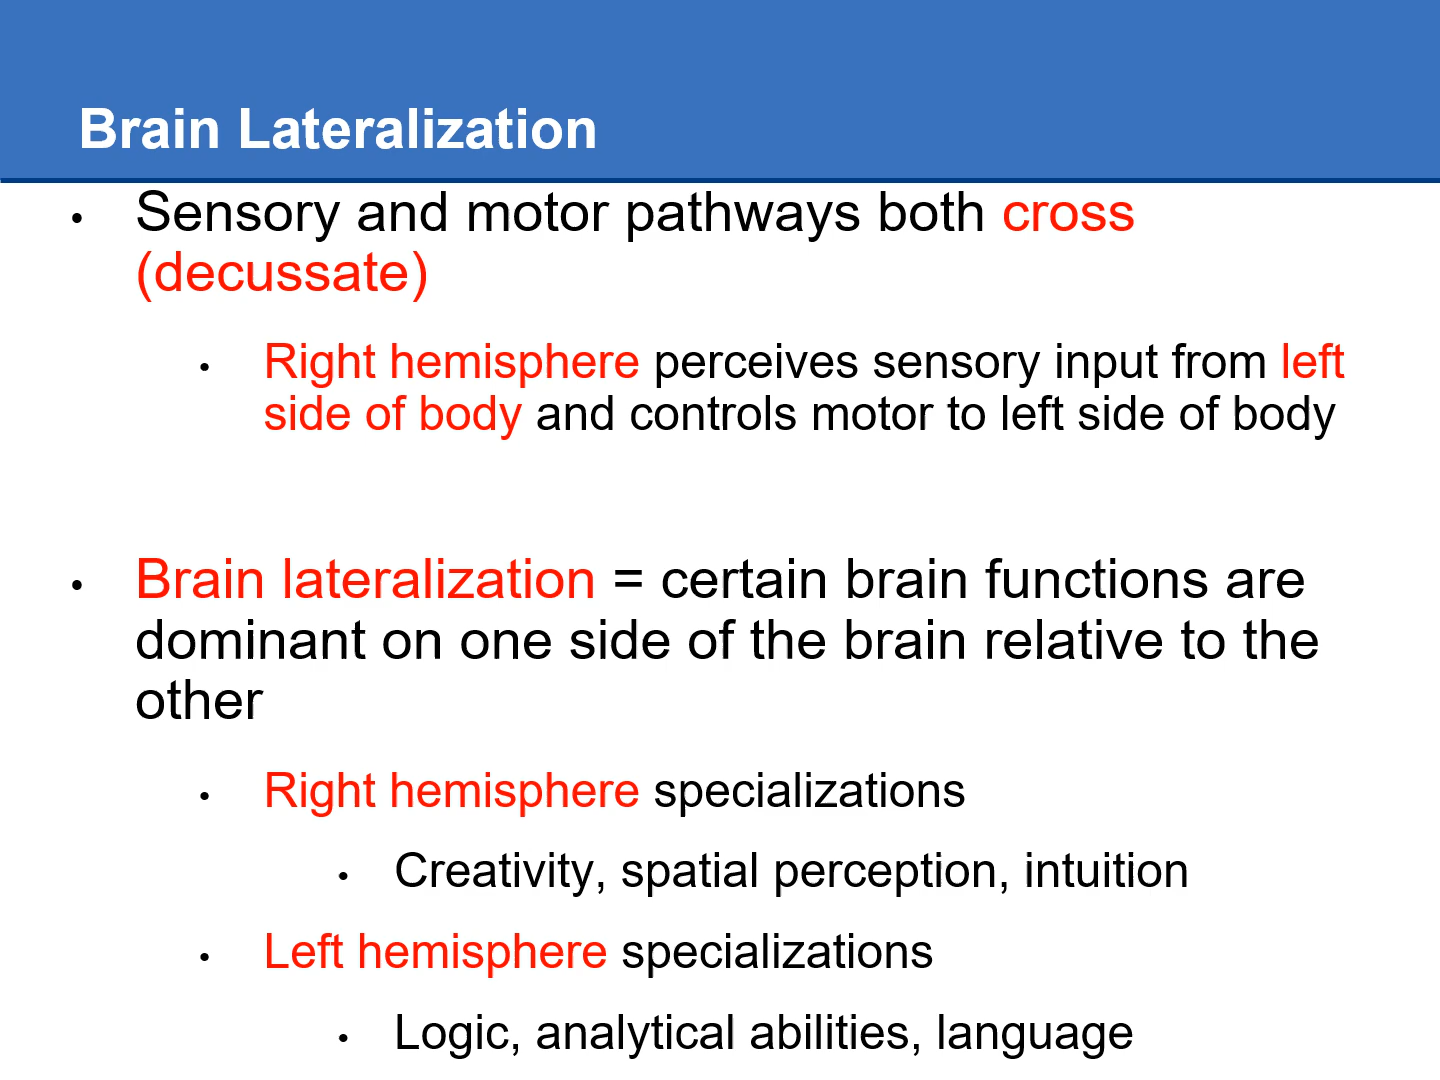 Brain Lateralization
• Sensory and motor pathways both cross
(decussate)
• Right hemisphere perceives sensory input from left
side of body and controls motor to left side of body
• Brain lateralization = certain brain functions are
dominant on one side of the brain relative to the
other
• Right hemisphere specializations
• Creativity, spatial perception, intuition
• Left hemisphere specializations
• Logic, analytical abilities, language